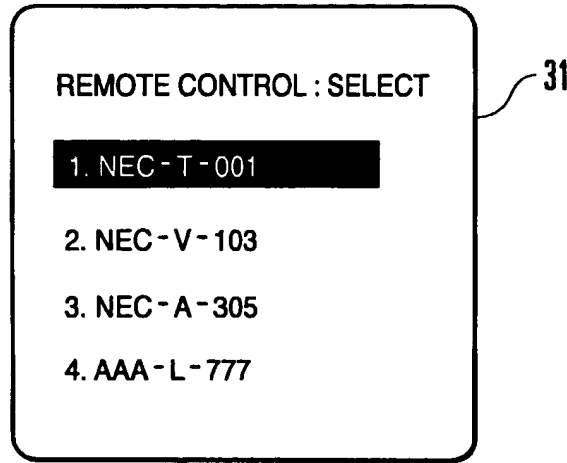 REMOTE CONTROL : SELECT
31
1. NEC-T-001
2. NEC-V-103
3. NEC-A-305
4. AAA-L-777